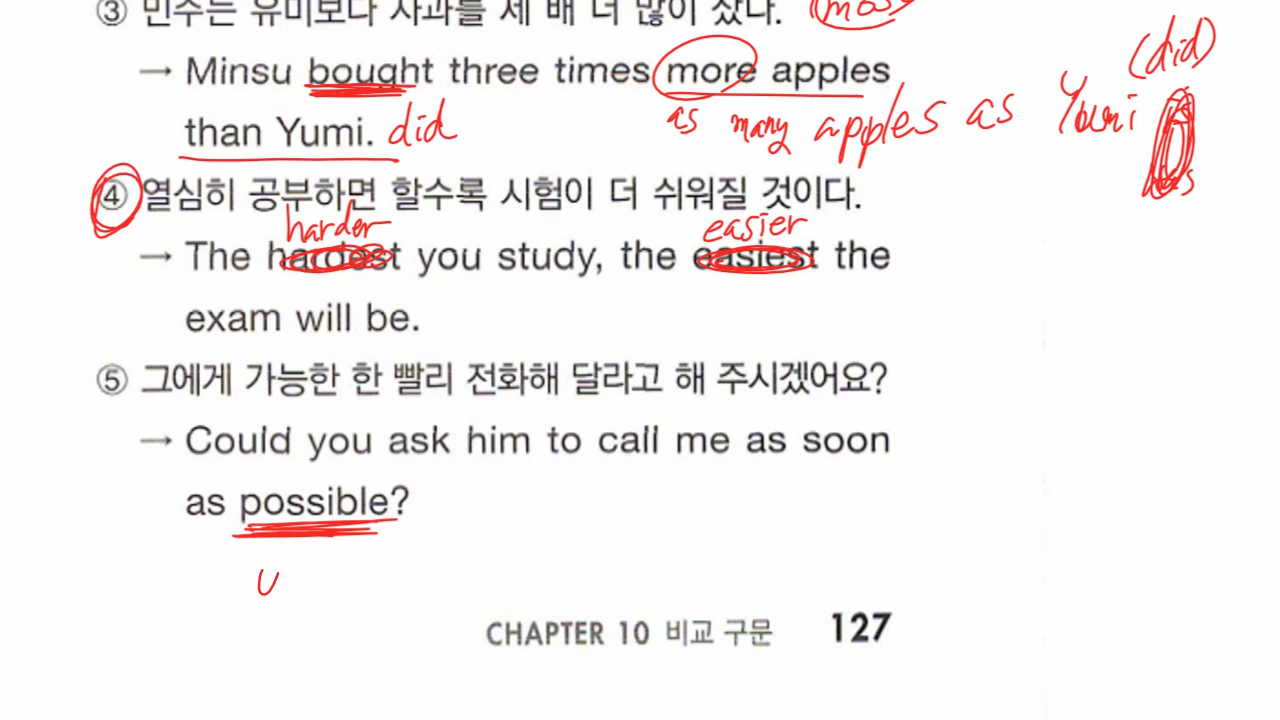 ③ 민수는 유미보다 사과를 세 배 더 많이 샀다.
(did)
→ Minsu bought three times more apples
as many apples as Yumi
than Yumi. did
④ 열심히 공부하면 할수록 시험이 더 쉬워질 것이다.
harder easier
→ The hardest you study, the easiest the
exam will be.
⑤ 그에게 가능한 한 빨리 전화해 달라고 해 주시겠어요?
→ Could you ask him to call me as soon
as possible?
CHAPTER 10 비교 구문 127